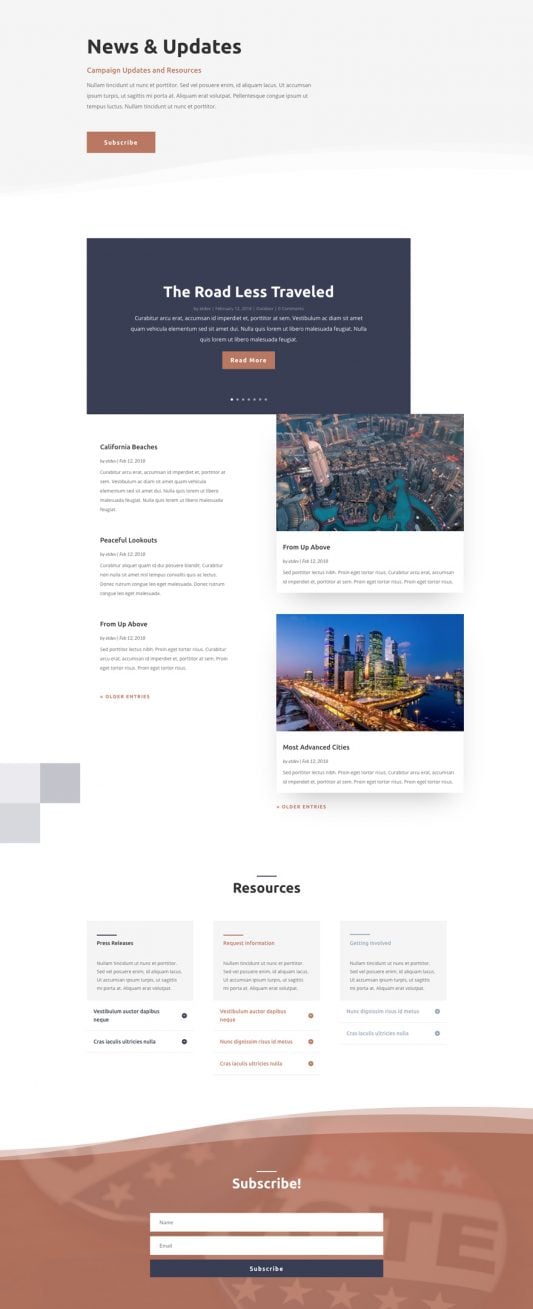 News & Updates
Campaign Updates and Resources
Nullam tincidunt ut nunc et porttitor. Sed vel posuere enim, id aliquam lacus. Ut accumsan
ipsum turpis, ut sagittis mi porta at. Aliquam erat volutpat. Pellentesque congue ipsum ut
tempus luctus. Nullam tincidunt ut nunc et porttitor.
Subscribe
The Road Less Traveled
by etdev | February 12, 2018 | Outdoor | 0 Comments
Curabitur arcu erat, accumsan id imperdiet et, porttitor at sem. Vestibulum ac diam sit amet
quam vehicula elementum sed sit amet dui. Nulla quis lorem ut libero malesuada feugiat. Nulla
quis lorem ut libero malesuada feugiat.
Read More
California Beaches
by etdev | Feb 12, 2018
Curabitur arcu erat, accumsan id imperdiet et, porttitor at
sem. Vestibulum ac diam sit amet quam vehicula
elementum sed sit amet dui. Nulla quis lorem ut libero
malesuada feugiat. Nulla quis lorem ut libero malesuada
feugiat.
Peaceful Lookouts
by etdev | Feb 12, 2018
Curabitur aliquet quam id dui posuere blandit. Curabitur
non nulla sit amet nisl tempus convallis quis ac lectus.
Donec rutrum congue leo eget malesuada. Donec rutrum
congue leo eget malesuada.
From Up Above
by etdev | Feb 12, 2018
Sed porttitor lectus nibh. Proin eget tortor risus. Curabitur
arcu erat, accumsan id imperdiet et, porttitor at sem. Proin
eget tortor risus. Proin eget tortor risus.
« OLDER ENTRIES
From Up Above
by etdev | Feb 12, 2018
Sed porttitor lectus nibh. Proin eget tortor risus. Curabitur arcu erat, accumsan
id imperdiet et, porttitor at sem. Proin eget tortor risus. Proin eget tortor risus.
Most Advanced Cities
by etdev | Feb 12, 2018
Sed porttitor lectus nibh. Proin eget tortor risus. Curabitur arcu erat, accumsan
id imperdiet et, porttitor at sem. Proin eget tortor risus. Proin eget tortor risus.
« OLDER ENTRIES
Resources
Press Releases
Nullam tincidunt ut nunc et porttitor.
Sed vel posuere enim, id aliquam lacus.
Ut accumsan ipsum turpis, ut sagittis
mi porta at. Aliquam erat volutpat.
Vestibulum auctor dapibus
neque
Cras iaculis ultricies nulla
Request Information
Nullam tincidunt ut nunc et porttitor.
Sed vel posuere enim, id aliquam lacus.
Ut accumsan ipsum turpis, ut sagittis
mi porta at. Aliquam erat volutpat.
Vestibulum auctor dapibus
neque
Nunc dignissim risus id metus
Cras iaculis ultricies nulla
Getting Involved
Nullam tincidunt ut nunc et porttitor.
Sed vel posuere enim, id aliquam lacus.
Ut accumsan ipsum turpis, ut sagittis
mi porta at. Aliquam erat volutpat.
Nunc dignissim risus id metus
Cras iaculis ultricies nulla
Subscribe!
Name
Email
Subscribe
VOTE